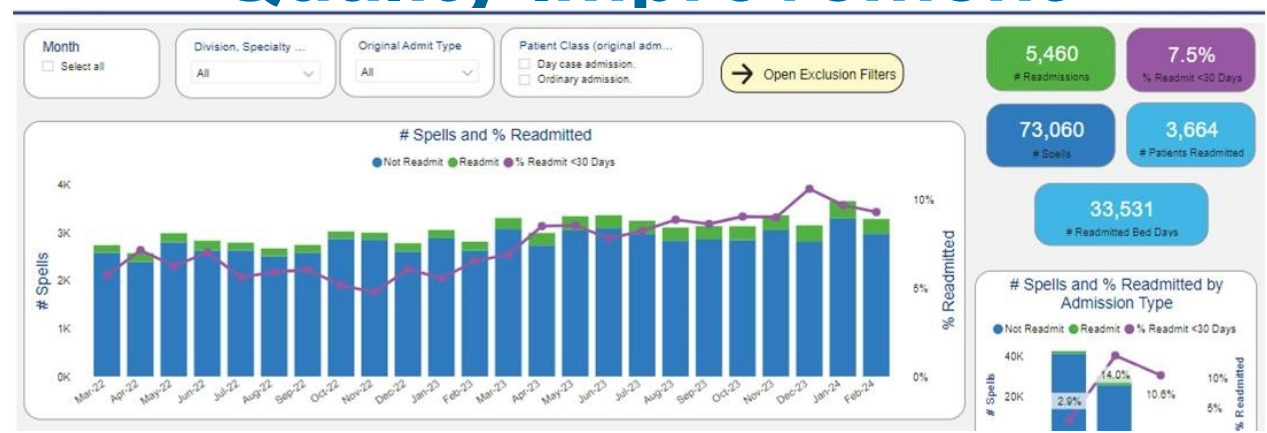 Quality Improvement
Month
Select all
Division, Specialty ...
All
Original Admit Type
All
Patient Class (original adm...
Day case admission.
Ordinary admission.
Open Exclusion Filters
5,460
# Readmissions
7.5%
% Readmit <30 Days
73,060
# Spells
3,664
# Patients Readmitted
33,531
# Readmitted Bed Days
# Spells and % Readmitted
Not Readmit Readmit % Readmit <30 Days
4K
3K
2K
1K
0K
# Spells
10%
5%
0%
% Readmitted
Mar-22 Apr-22 May-22 Jun-22 Jul-22 Aug-22 Sep-22 Oct-22 Nov-22 Dec-22 Jan-23 Feb-23 Mar-23 Apr-23 May-23 Jun-23 Jul-23 Aug-23 Sep-23 Oct-23 Nov-23 Dec-23 Jan-24 Feb-24
# Spells and % Readmitted by
Admission Type
Not Readmit Readmit % Readmit <30 Days
40K
20K
# Spells
2.9%
14.0%
10.6%
10%
5%
% Readmitted